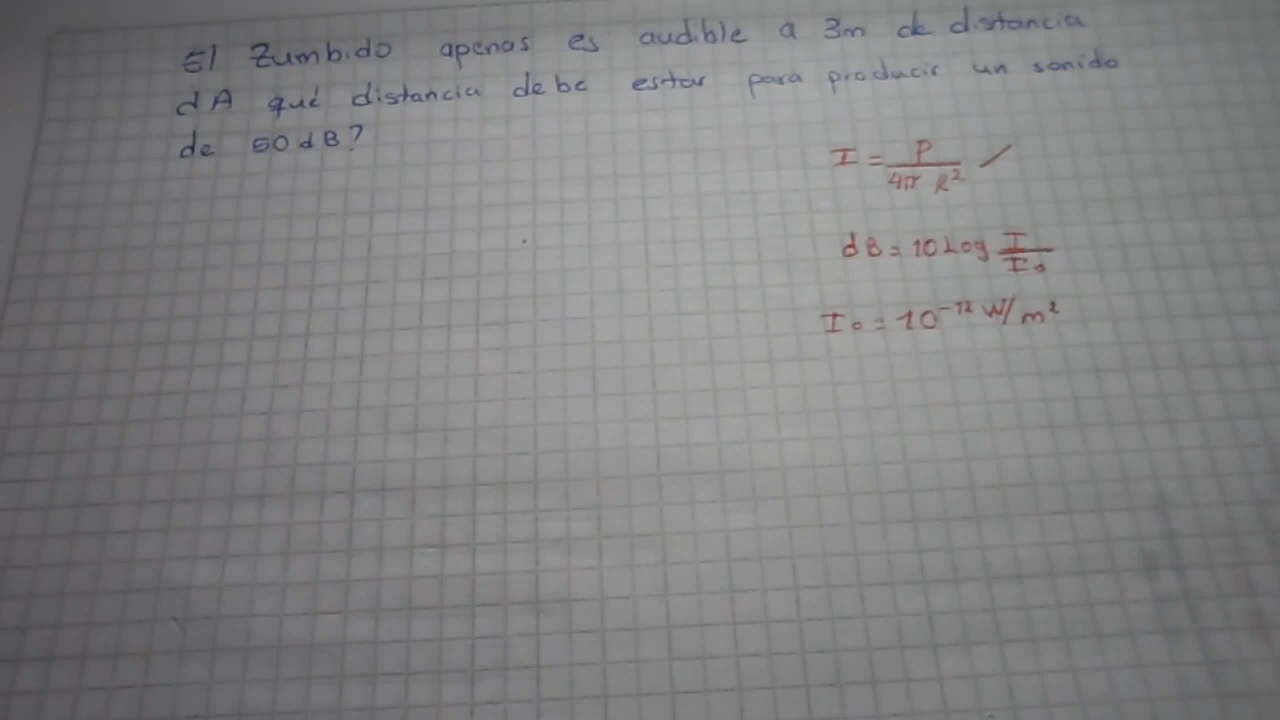 El Zumbido apenas es audible a 3m de distancia
d A qué distancia debe estar para producir un sonido
de 50 dB?
I = P / 4π R² /
dB = 10 Log I / I₀
I₀ = 10⁻¹² W/m²